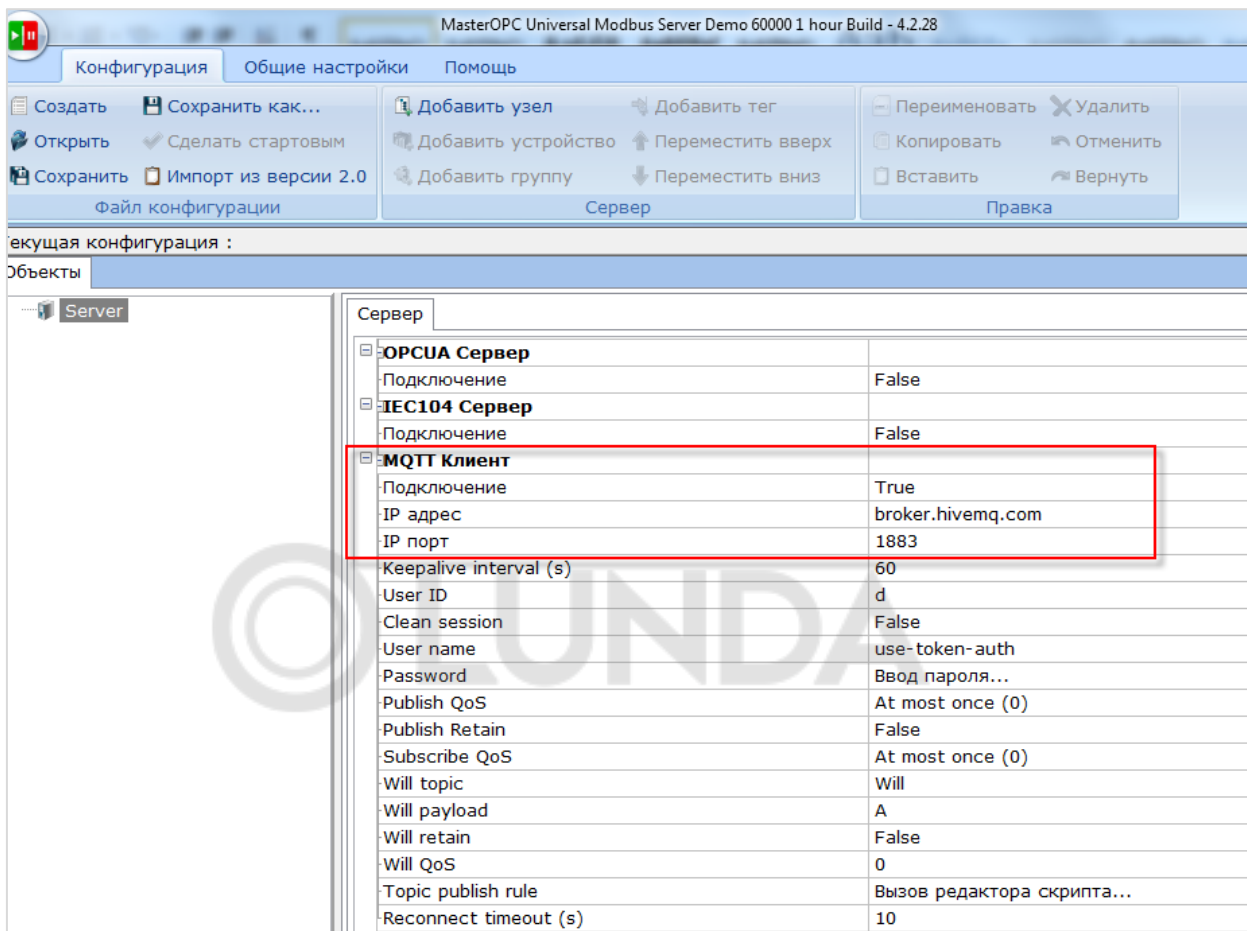 MasterOPC Universal Modbus Server Demo 60000 1 hour Build - 4.2.28
Конфигурация Общие настройки Помощь
Создать Сохранить как... Добавить узел Добавить тег Переименовать Удалить
Открыть Сделать стартовым Добавить устройство Переместить вверх Копировать Отменить
Сохранить Импорт из версии 2.0 Добавить группу Переместить вниз Вставить Вернуть
Файл конфигурации Сервер Правка
екущая конфигурация :
Объекты
Server
Сервер
OPCUA Сервер
Подключение False
IEC104 Сервер
Подключение False
MQTT Клиент
Подключение True
IP адрес broker.hivemq.com
IP порт 1883
Keepalive interval (s) 60
User ID d
Clean session False
User name use-token-auth
Password Ввод пароля...
Publish QoS At most once (0)
Publish Retain False
Subscribe QoS At most once (0)
Will topic Will
Will payload A
Will retain False
Will QoS 0
Topic publish rule Вызов редактора скрипта...
Reconnect timeout (s) 10
LUNDA